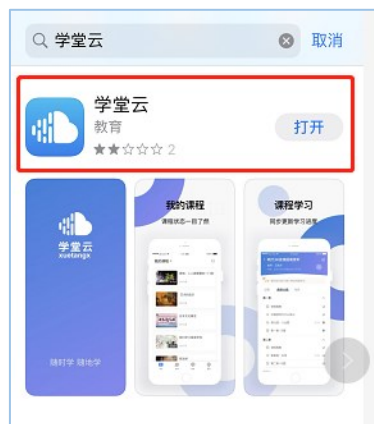 学堂云
取消
学堂云
教育
2
打开
学堂云
xuetangx
随时学 随地学
我的课程
课程状态一目了然
课程学习
同步更新学习进度